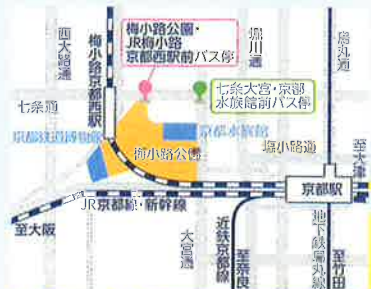 梅小路公園・
JR梅小路
京都西駅前バス停
西大路通
梅小路京都西駅
堀川通
烏丸通
七条大宮・京都
水族館前バス停
七条通
京都鉄道博物館
京都水族館
梅小路公園
塩小路通
至大津
京都駅
JR京都線・新幹線
至大阪
大宮通
近鉄京都線
至奈良
地下鉄烏丸線
至竹田